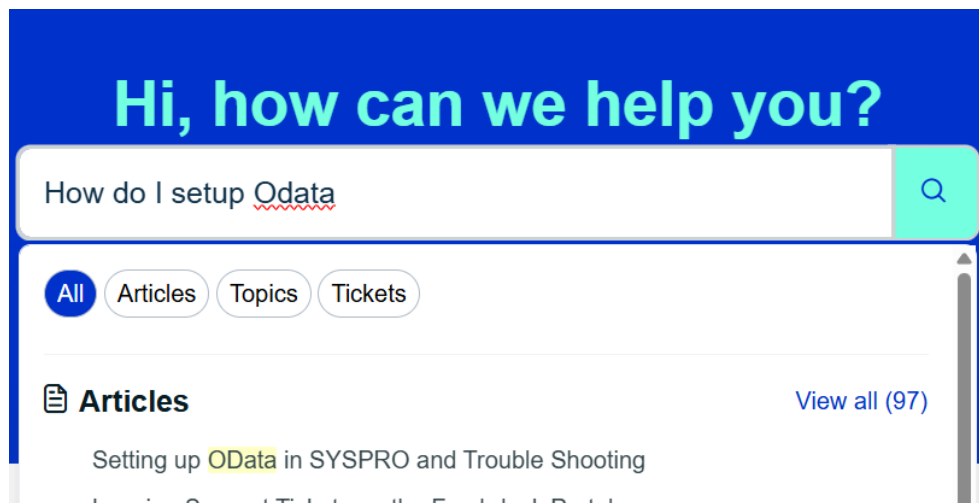 Hi, how can we help you?
How do I setup Odata
All Articles Topics Tickets
Articles View all (97)
Setting up OData in SYSPRO and Trouble Shooting